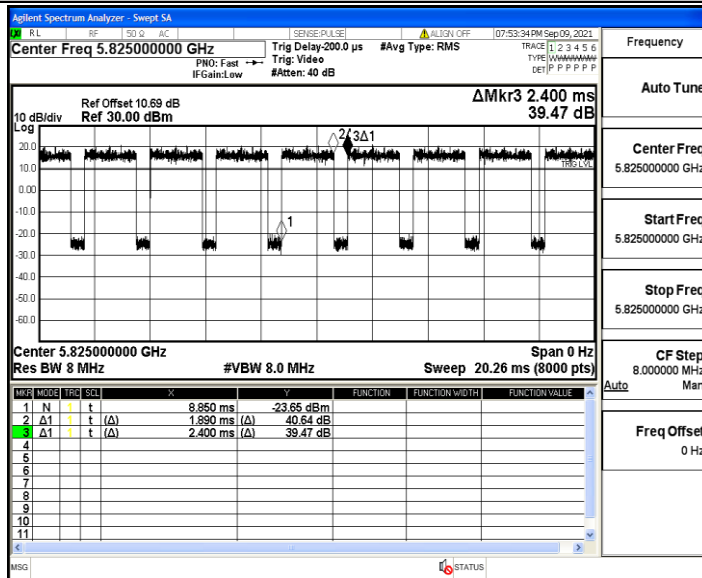 Agilent Spectrum Analyzer - Swept SA
RL RF 50 Ω AC SENSE:PULSE ALIGN OFF 07:53:34 PM Sep 09, 2021
Center Freq 5.825000000 GHz
PNO: Fast
IFGain:Low
Trig Delay-200.0 µs
Trig: Video
#Atten: 40 dB
#Avg Type: RMS
TRACE 1 2 3 4 5 6
TYPE
DET P P P P P P
Frequency
Auto Tune
ΔMkr3 2.400 ms
39.47 dB
Ref Offset 10.69 dB
10 dB/div Ref 30.00 dBm
Log
20.0
10.0
0.00
-10.0
-20.0
-30.0
-40.0
-50.0
-60.0
2 3Δ1
1
TRIG LVL
Center 5.825000000 GHz Span 0 Hz
Res BW 8 MHz #VBW 8.0 MHz Sweep 20.26 ms (8000 pts)
Center Freq
5.825000000 GHz
Start Freq
5.825000000 GHz
Stop Freq
5.825000000 GHz
CF Step
8.000000 MHz
Auto Man
Freq Offset
0 Hz
MKR MODE TRC SCL X Y FUNCTION FUNCTION WIDTH FUNCTION VALUE
1 N 1 t 8.850 ms -23.65 dBm
2 Δ1 1 t (Δ) 1.890 ms (Δ) 40.64 dB
3 Δ1 1 t (Δ) 2.400 ms (Δ) 39.47 dB
4
5
6
7
8
9
10
11
MSG STATUS